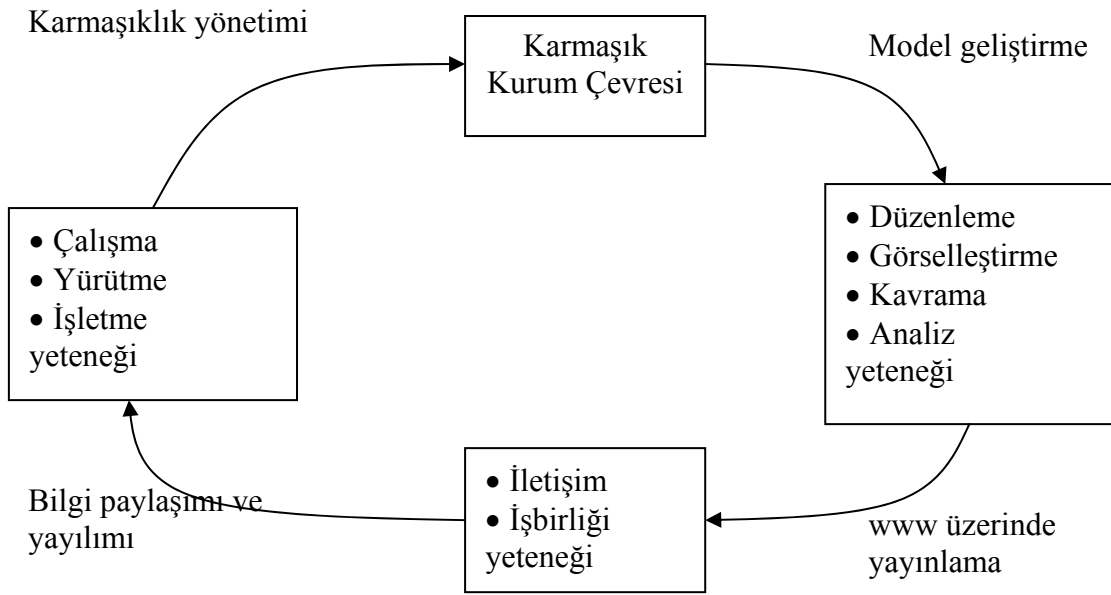 Karmaşıklık yönetimi
Karmaşık
Kurum Çevresi
Model geliştirme
• Çalışma
• Yürütme
• İşletme
yeteneği
• Düzenleme
• Görselleştirme
• Kavrama
• Analiz
yeteneği
Bilgi paylaşımı ve
yayılımı
• İletişim
• İşbirliği
yeteneği
www üzerinde
yayınlama